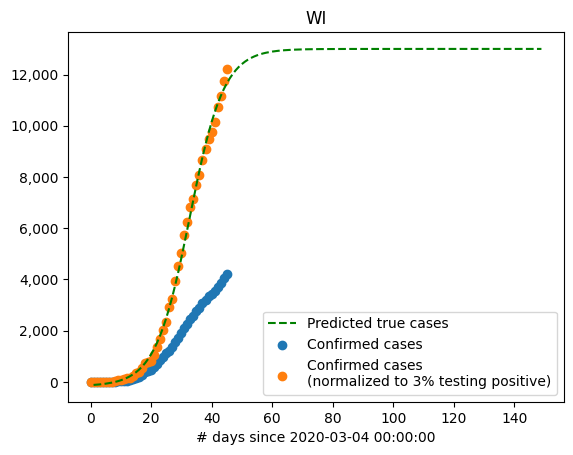 WI
12,000
10,000
8,000
6,000
4,000
2,000
0
Predicted true cases
Confirmed cases
Confirmed cases
(normalized to 3% testing positive)
0 20 40 60 80 100 120 140
# days since 2020-03-04 00:00:00